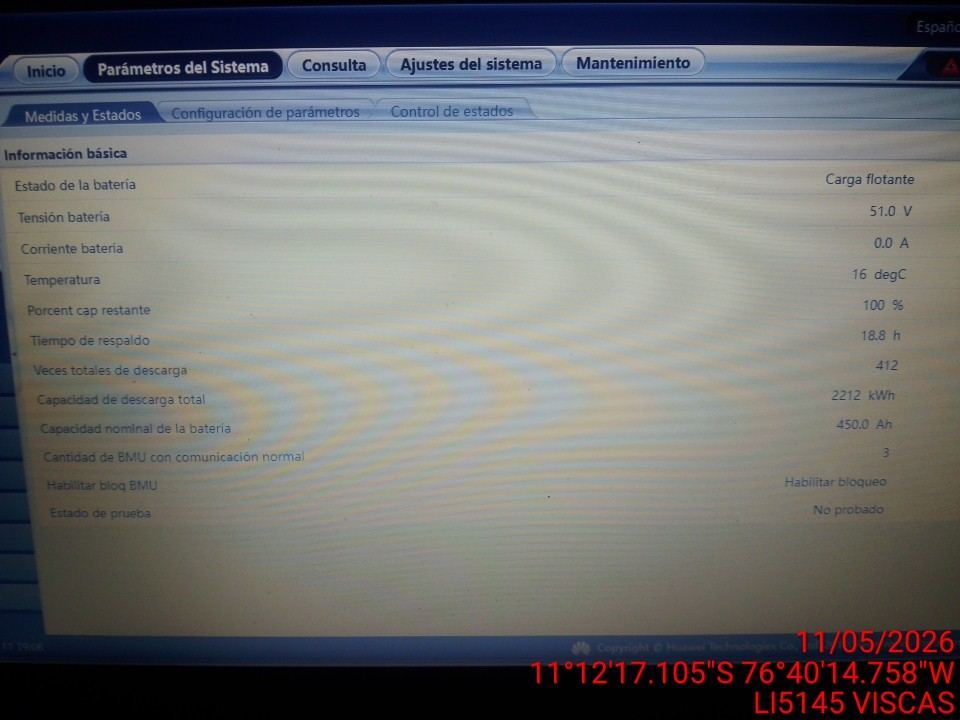 Españo
Inicio
Parámetros del Sistema
Consulta
Ajustes del sistema
Mantenimiento
Medidas y Estados
Configuración de parámetros
Control de estados
Información básica
Estado de la batería Carga flotante
Tensión batería 51.0 V
Corriente batería 0.0 A
Temperatura 16 degC
Porcent cap restante 100 %
Tiempo de respaldo 18.8 h
Veces totales de descarga 412
Capacidad de descarga total 2212 kWh
Capacidad nominal de la batería 450.0 Ah
Cantidad de BMU con comunicación normal 3
Habilitar bloq BMU Habilitar bloqueo
Estado de prueba No probado
Copyright © Huawei Technologies Co.,
11/05/2026
11°12'17.105"S 76°40'14.758"W
LI5145 VISCAS